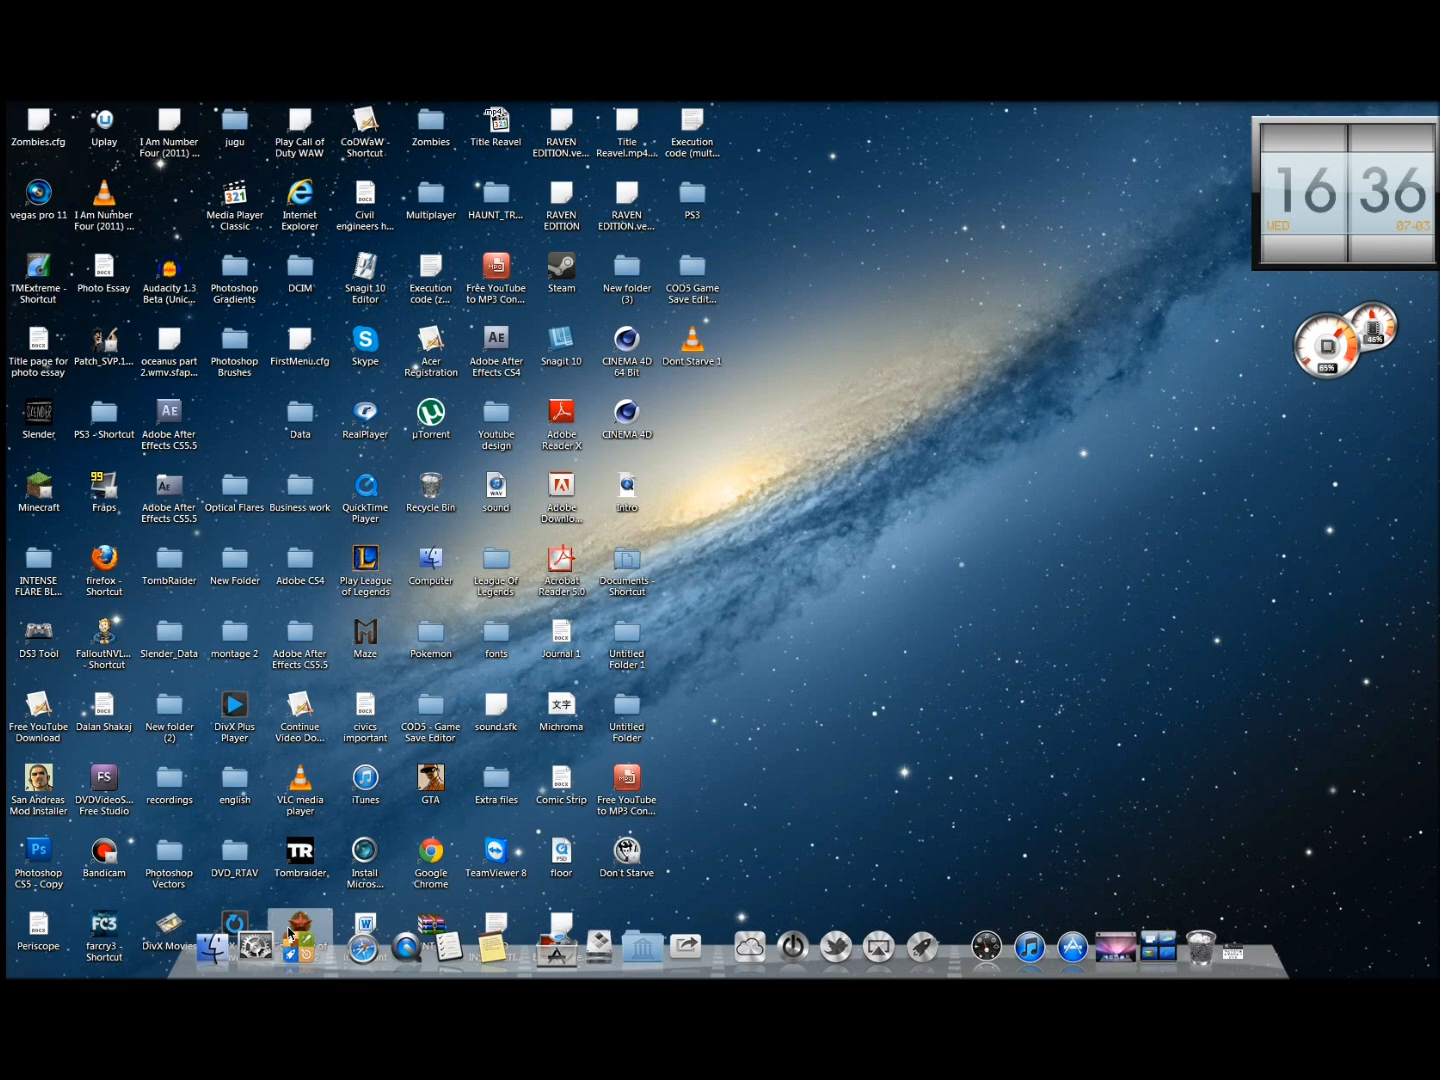 Zombies.cfg
Uplay
I Am Number
Four (2011) ...
jugu
Play Call of
Duty WAW
CoDWaW -
Shortcut
Zombies
Title Reavel
RAVEN
EDITION.ve...
Title
Reavel.mp4....
Execution
code (mult...
vegas pro 11
I Am Number
Four (2011) ...
Media Player
Classic
Internet
Explorer
Civil
engineers h...
Multiplayer
HAUNT_TR...
RAVEN
EDITION
RAVEN
EDITION.ve...
PS3
16 36
WED 07-03
TMExtreme -
Shortcut
Photo Essay
Audacity 1.3
Beta (Unic...
Photoshop
Gradients
DCIM
Snagit 10
Editor
Execution
code (z...
Free YouTube
to MP3 Con...
Steam
New folder
(3)
COD5 Game
Save Edit...
46%
65%
Title page for
photo essay
Patch_SVP.1...
oceanus part
2.wmv.sfap...
Photoshop
Brushes
FirstMenu.cfg
Skype
Acer
Registration
Adobe After
Effects CS4
Snagit 10
CINEMA 4D
64 Bit
Dont Starve 1
Slender
PS3 - Shortcut
Adobe After
Effects CS5.5
Data
RealPlayer
µTorrent
Youtube
design
Adobe
Reader X
CINEMA 4D
Minecraft
Fraps
Adobe After
Effects CS5.5
Optical Flares
Business work
QuickTime
Player
Recycle Bin
sound
Adobe
Downlo...
Intro
INTENSE
FLARE BL...
firefox -
Shortcut
TombRaider
New Folder
Adobe CS4
Play League
of Legends
Computer
League Of
Legends
Acrobat
Reader 5.0
Documents -
Shortcut
DS3 Tool
FalloutNVL...
- Shortcut
Slender_Data
montage 2
Adobe After
Effects CS5.5
Maze
Pokemon
fonts
Journal 1
Untitled
Folder 1
Free YouTube
Download
Dalan Shakaj
New folder
(2)
DivX Plus
Player
Continue
Video Do...
civics
important
COD5 - Game
Save Editor
sound.sfk
Michroma
Untitled
Folder
San Andreas
Mod Installer
DVDVideoS...
Free Studio
recordings
english
VLC media
player
iTunes
GTA
Extra files
Comic Strip
Free YouTube
to MP3 Con...
Photoshop
CS5 - Copy
Bandicam
Photoshop
Vectors
DVD_RTAV
Tombraider
Install
Micros...
Google
Chrome
TeamViewer 8
floor
Don't Starve
Periscope
farcry3 -
Shortcut
DivX Movies